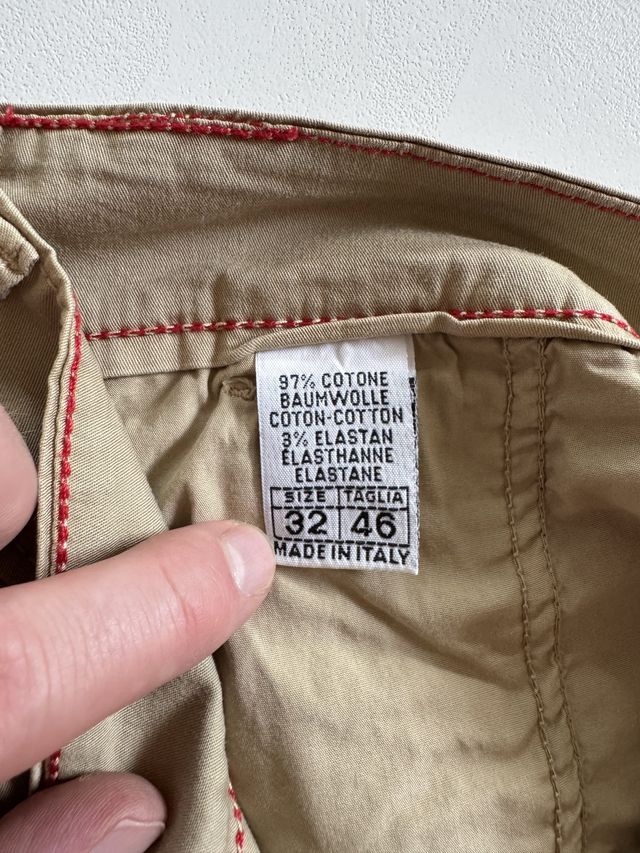 97% COTONE
BAUMWOLLE
COTON-COTTON
3% ELASTAN
ELASTHANNE
ELASTANE
SIZE TAGLIA
32 46
MADE IN ITALY